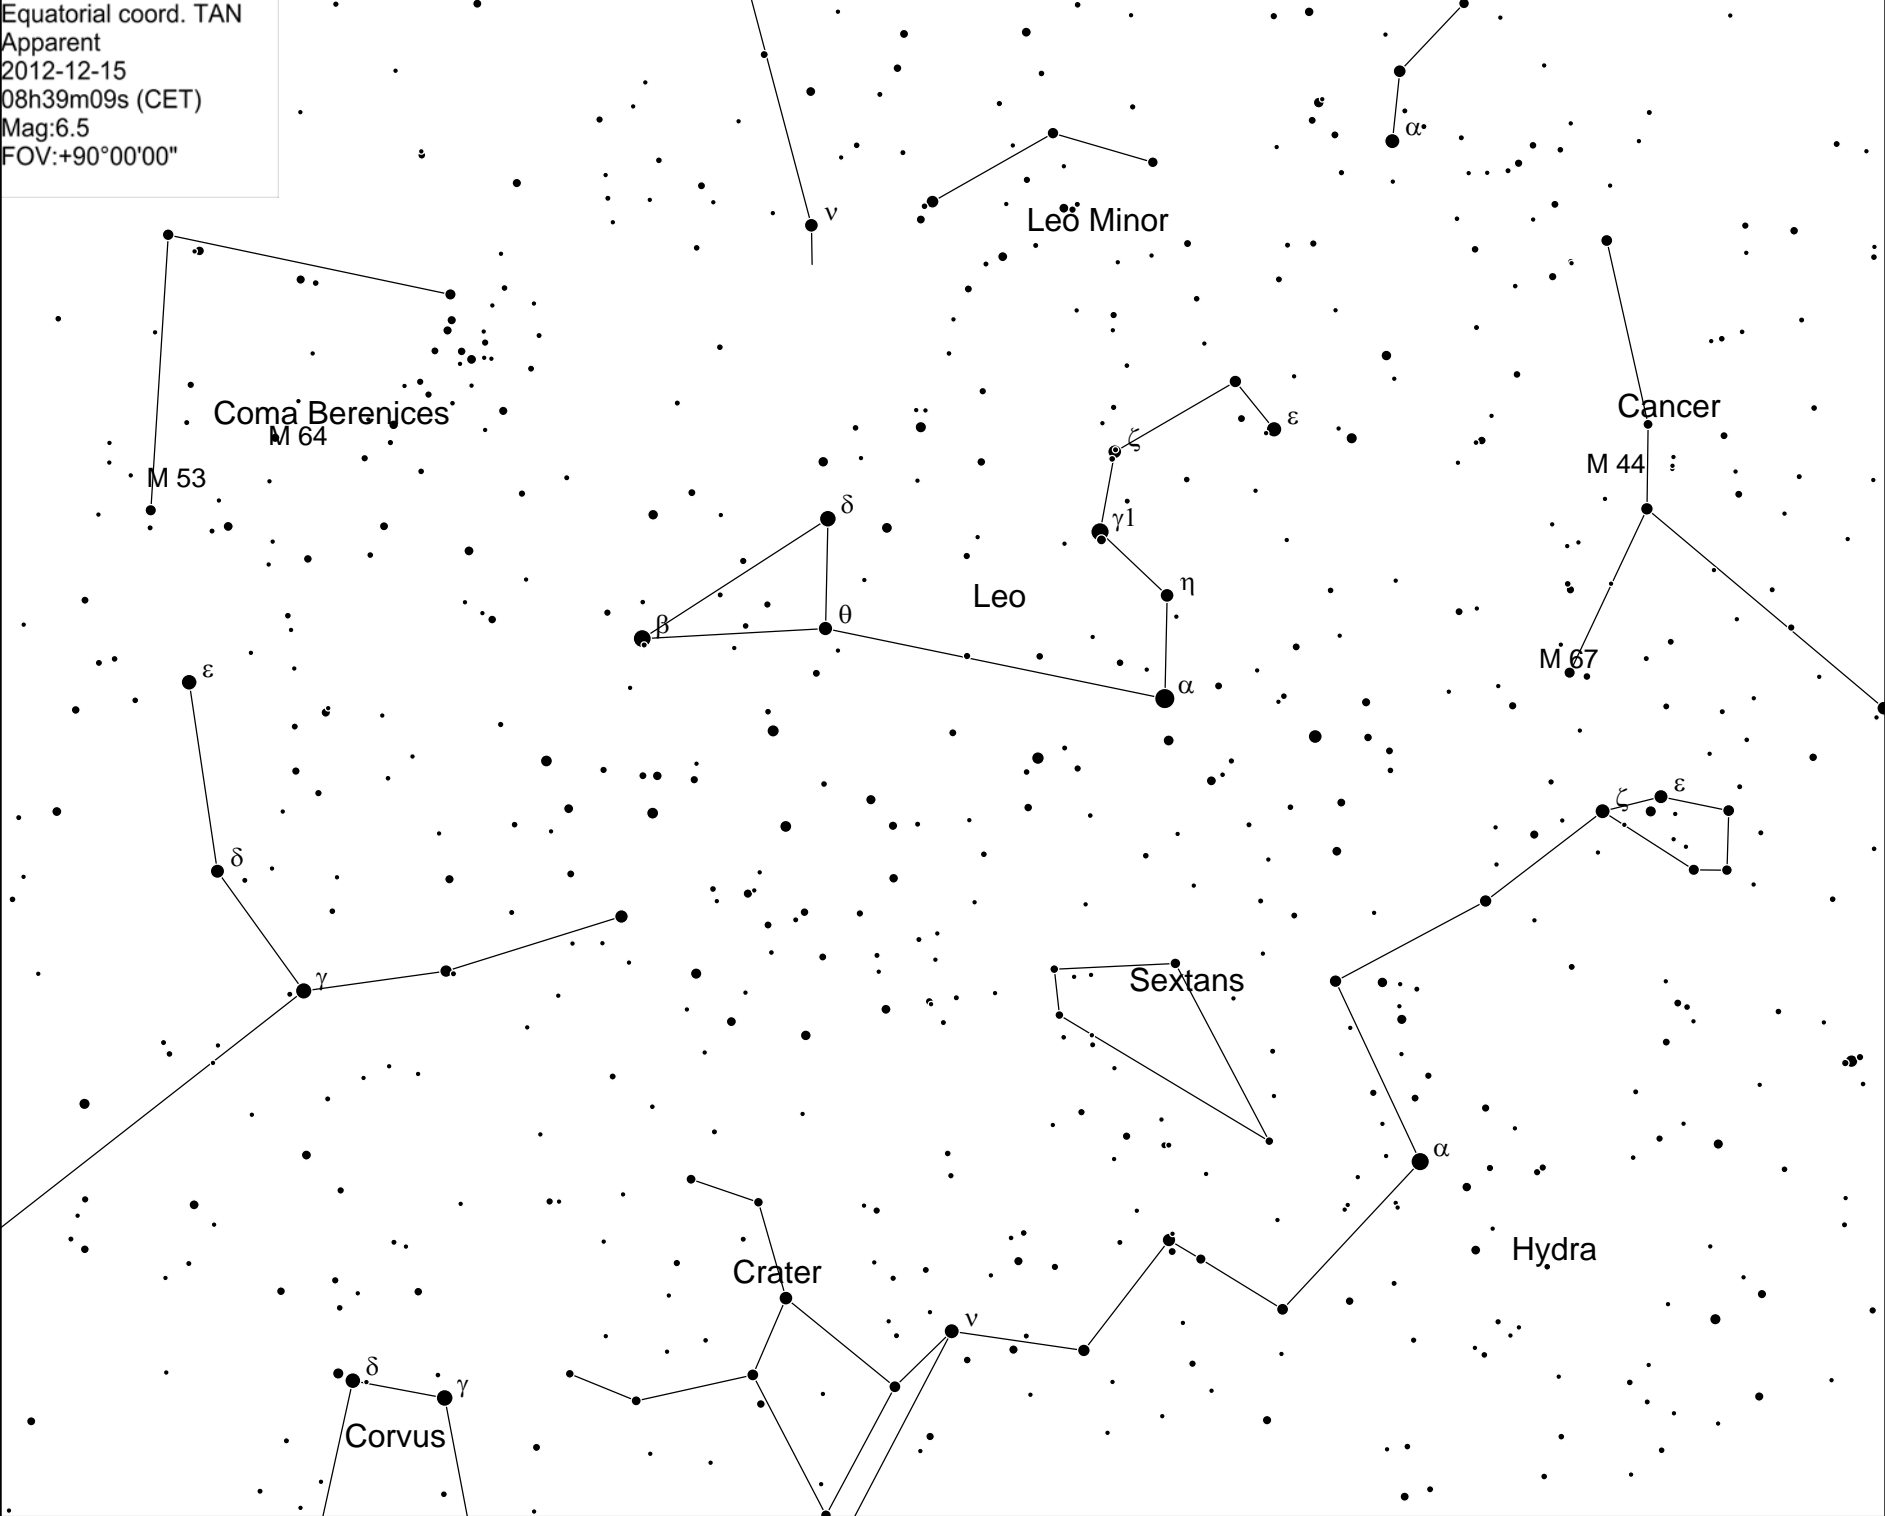 Equatorial coord. TAN
Apparent
2012-12-15
08h39m09s (CET)
Mag:6.5
FOV:+90°00'00"
α
ν
Leo Minor
Coma Berenices
M 64
M 53
Cancer
M 44
ε
ζ
δ
γ1
η
Leo
β
θ
M 67
ε
α
ζ
ε
δ
γ
Sextans
α
Hydra
Crater
ν
δ
γ
Corvus